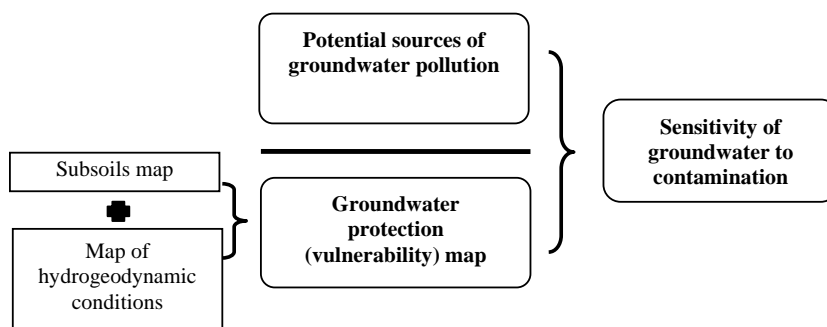 Potential sources of
groundwater pollution
Sensitivity of
groundwater to
contamination
Subsoils map
Groundwater
protection
(vulnerability) map
Map of
hydrogeodynamic
conditions